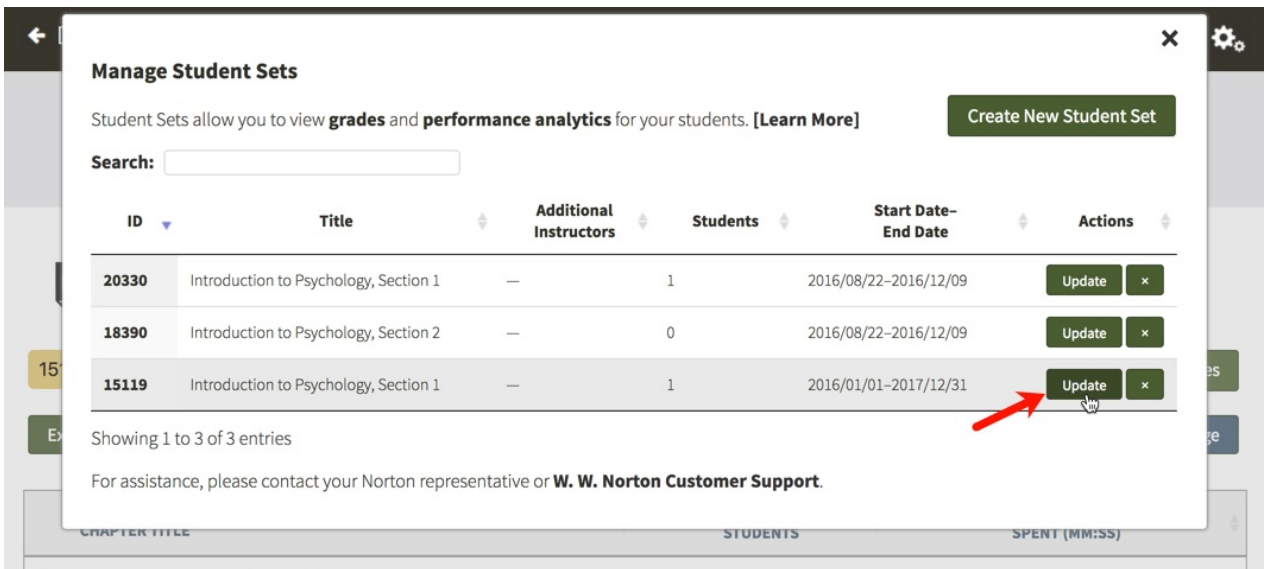 Manage Student Sets
Student Sets allow you to view grades and performance analytics for your students. [Learn More]
Create New Student Set
Search:
ID
Title
Additional
Instructors
Students
Start Date–
End Date
Actions
20330 Introduction to Psychology, Section 1 — 1 2016/08/22–2016/12/09 Update ×
18390 Introduction to Psychology, Section 2 — 0 2016/08/22–2016/12/09 Update ×
15119 Introduction to Psychology, Section 1 — 1 2016/01/01–2017/12/31 Update ×
Showing 1 to 3 of 3 entries
For assistance, please contact your Norton representative or W. W. Norton Customer Support.
CHAPTER TITLE
STUDENTS
SPENT (MM:SS)